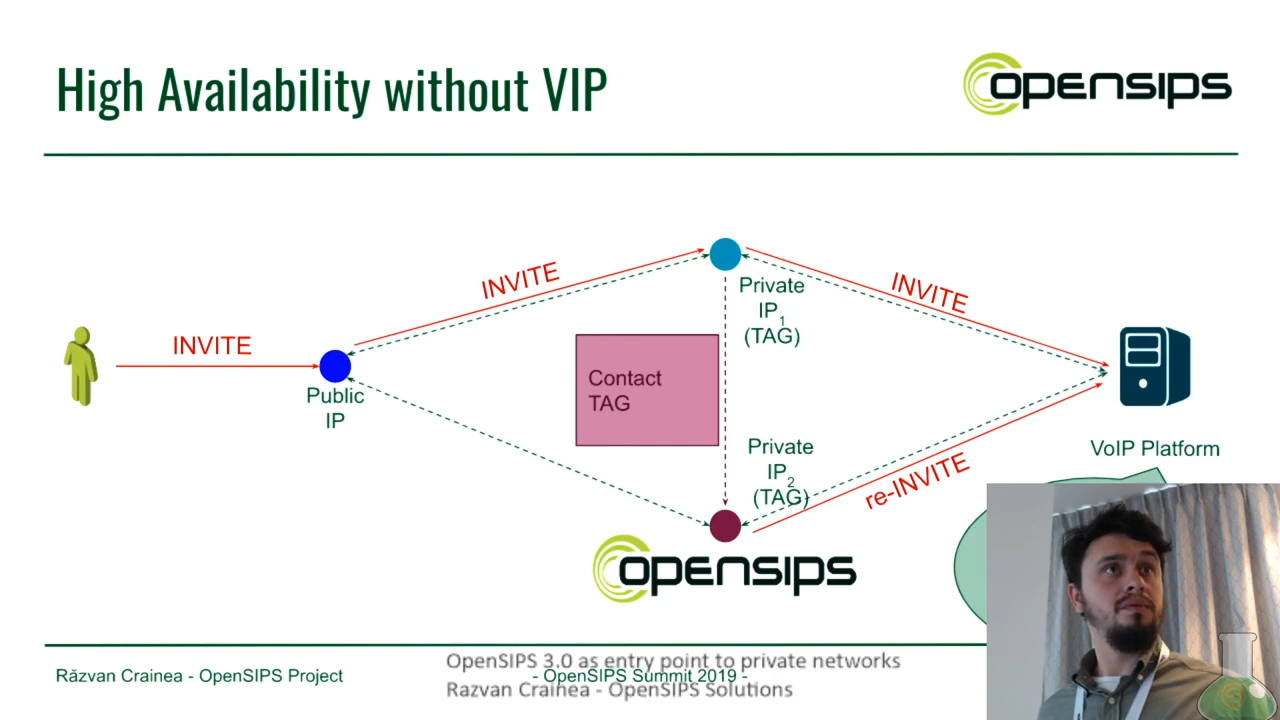 High Availability without VIP
OPENSIPS
INVITE
INVITE
INVITE
Public
IP
Private
IP1
(TAG)
Contact
TAG
Private
IP2
(TAG)
re-INVITE
VoIP Platform
OPENSIPS
Răzvan Crainea - OpenSIPS Project
- OpenSIPS Summit 2019 -
OpenSIPS 3.0 as entry point to private networks
Razvan Crainea - OpenSIPS Solutions